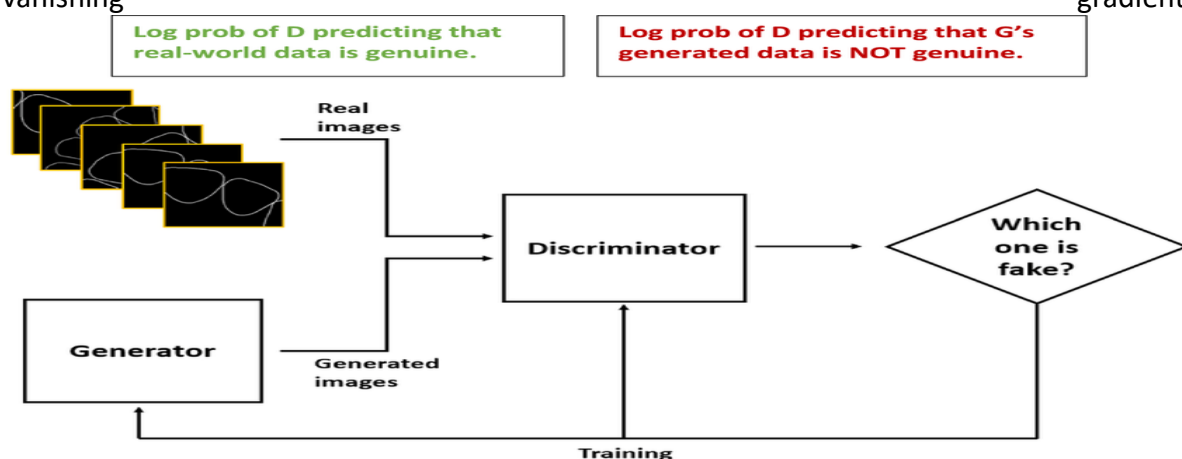 vanishing gradient
Log prob of D predicting that
real-world data is genuine.
Log prob of D predicting that G's
generated data is NOT genuine.
Real
images
Discriminator
Which
one is
fake?
Generator
Generated
images
Training